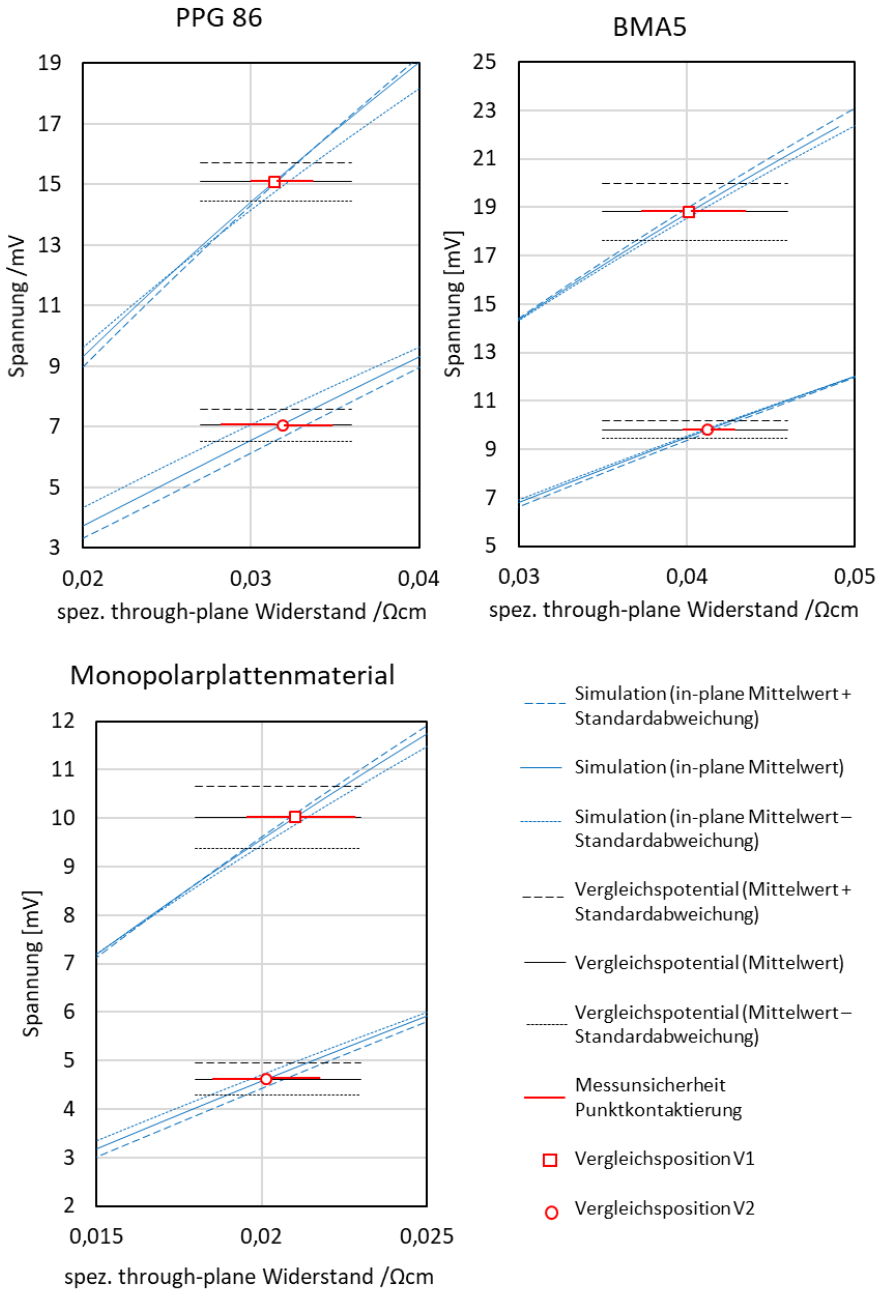 PPG 86
19
17
15
13
11
9
7
5
3
0,02
0,03
0,04
Spannung /mV
spez. through-plane Widerstand /Ωcm
BMA5
25
23
21
19
17
15
13
11
9
7
5
0,03
0,04
0,05
Spannung [mV]
spez. through-plane Widerstand /Ωcm
Monopolarplattenmaterial
12
11
10
9
8
7
6
5
4
3
2
0,015
0,02
0,025
Spannung [mV]
spez. through-plane Widerstand /Ωcm
Simulation (in-plane Mittelwert +
Standardabweichung)
Simulation (in-plane Mittelwert)
Simulation (in-plane Mittelwert –
Standardabweichung)
Vergleichspotential (Mittelwert +
Standardabweichung)
Vergleichspotential (Mittelwert)
Vergleichspotential (Mittelwert –
Standardabweichung)
Messunsicherheit
Punktkontaktierung
Vergleichsposition V1
Vergleichsposition V2